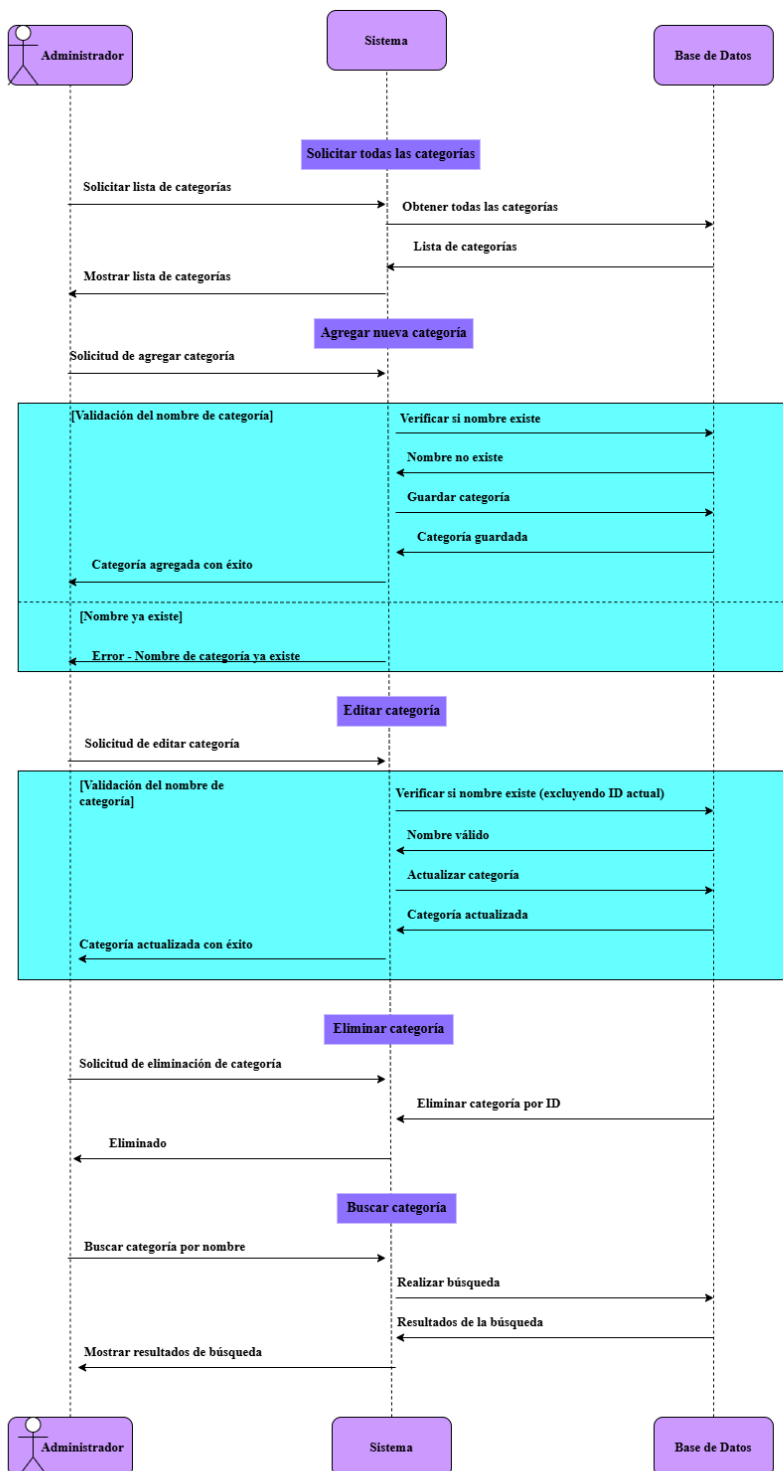 Administrador
Sistema
Base de Datos
Solicitar todas las categorías
Solicitar lista de categorías
Obtener todas las categorías
Lista de categorías
Mostrar lista de categorías
Agregar nueva categoría
Solicitud de agregar categoría
[Validación del nombre de categoría]
Verificar si nombre existe
Nombre no existe
Guardar categoría
Categoría guardada
Categoría agregada con éxito
[Nombre ya existe]
Error - Nombre de categoría ya existe
Editar categoría
Solicitud de editar categoría
[Validación del nombre de
categoría]
Verificar si nombre existe (excluyendo ID actual)
Nombre válido
Actualizar categoría
Categoría actualizada
Categoría actualizada con éxito
Eliminar categoría
Solicitud de eliminación de categoría
Eliminar categoría por ID
Eliminado
Buscar categoría
Buscar categoría por nombre
Realizar búsqueda
Resultados de la búsqueda
Mostrar resultados de búsqueda
Administrador
Sistema
Base de Datos